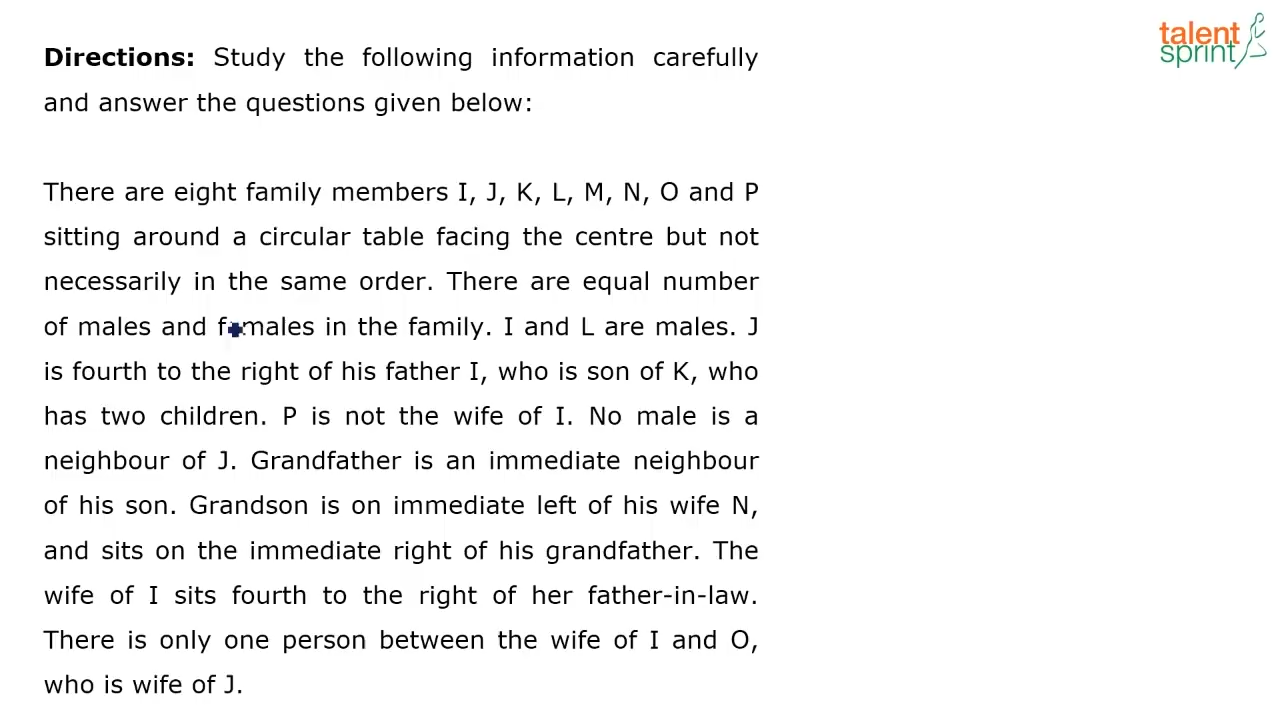 talent
sprint
Directions: Study the following information carefully
and answer the questions given below:
There are eight family members I, J, K, L, M, N, O and P
sitting around a circular table facing the centre but not
necessarily in the same order. There are equal number
of males and females in the family. I and L are males. J
is fourth to the right of his father I, who is son of K, who
has two children. P is not the wife of I. No male is a
neighbour of J. Grandfather is an immediate neighbour
of his son. Grandson is on immediate left of his wife N,
and sits on the immediate right of his grandfather. The
wife of I sits fourth to the right of her father-in-law.
There is only one person between the wife of I and O,
who is wife of J.